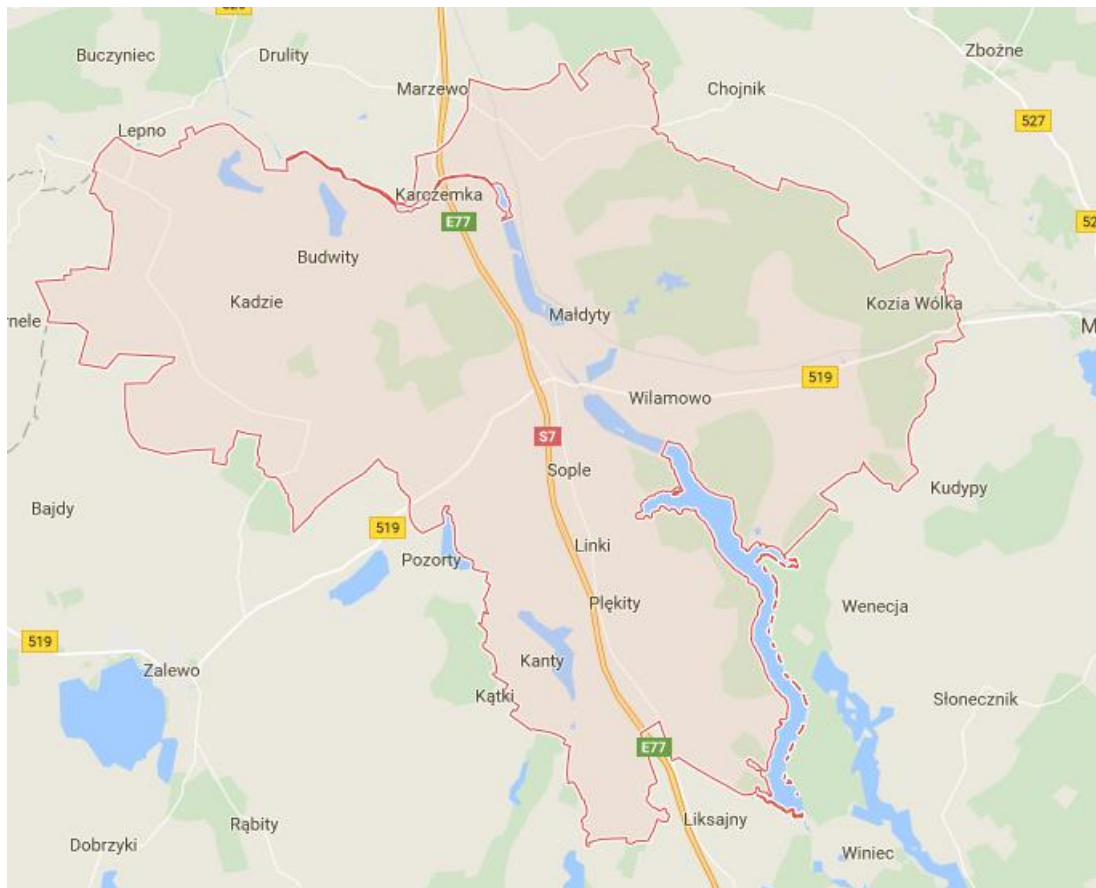 Buczyniec
Drulity
Zbożne
Marzewo
Chojnik
527
Lepno
Karczemka
E77
Budwity
Kadzie
Kozia Wólka
Małdyty
519
Wilamowo
S7
Sople
Kudypy
Bajdy
519
Linki
Pozorty
Plękity
Wenecja
519
Kanty
Zalewo
Kątki
Słonecznik
E77
Liksajny
Rąbity
Dobrzyki
Winiec